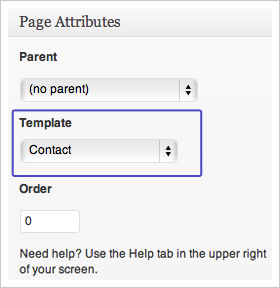 Page Attributes
Parent
(no parent)
Template
Contact
Order
0
Need help? Use the Help tab in the upper right
of your screen.